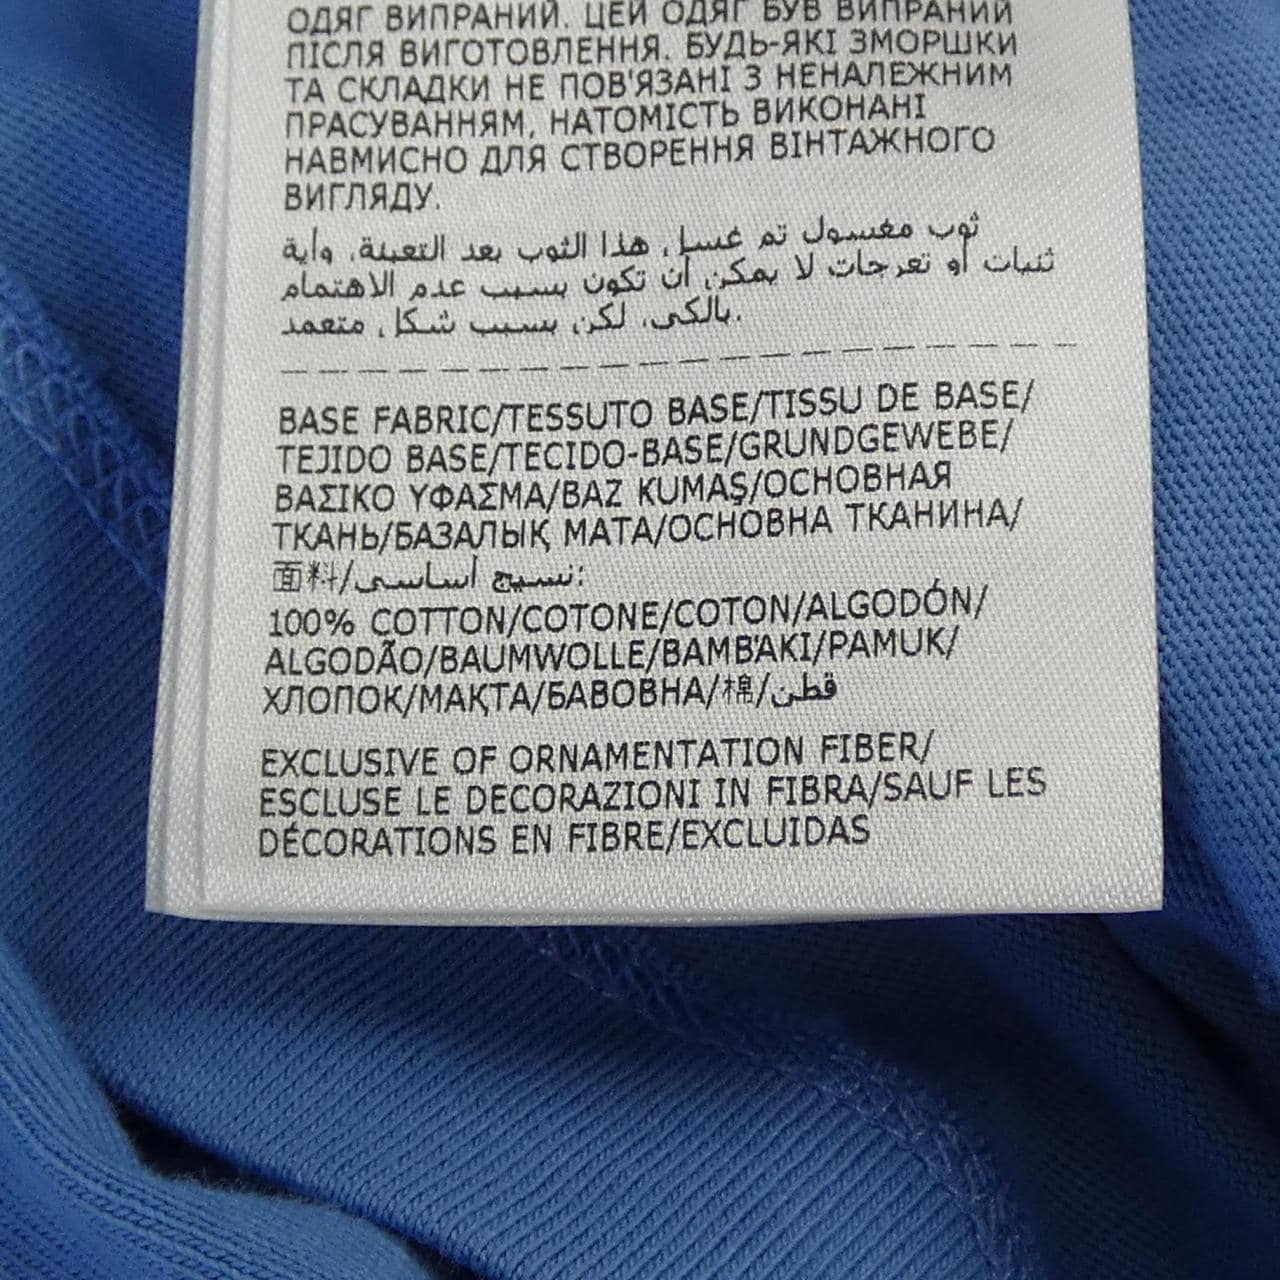 ОДЯГ ВИПРАНИЙ. ЦЕЙ ОДЯГ БУВ ВИПРАНИЙ
ПІСЛЯ ВИГОТОВЛЕННЯ. БУДЬ-ЯКІ ЗМОРШКИ
ТА СКЛАДКИ НЕ ПОВ'ЯЗАНІ З НЕНАЛЕЖНИМ
ПРАСУВАННЯМ, НАТОМІСТЬ ВИКОНАНІ
НАВМИСНО ДЛЯ СТВОРЕННЯ ВІНТАЖНОГО
ВИГЛЯДУ.
ثوب مغسول تم غسل، هذا الثوب بعد التعبئة، وأية
ثنيات أو تعرجات لا يمكن، أن تكون بسبب عدم الاهتمام
بالكى، لكن بسبب شكل، متعمد.
BASE FABRIC/TESSUTO BASE/TISSU DE BASE/
TEJIDO BASE/TECIDO-BASE/GRUNDGEWEBE/
ΒΑΣΙΚΟ ΥΦΑΣΜΑ/BAZ KUMAŞ/ОСНОВНАЯ
ТКАНЬ/БАЗАЛЫҚ МАТА/ОСНОВНА ТКАНИНА/
面料/نسيج أساسى:
100% COTTON/COTONE/COTON/ALGODÓN/
ALGODÃO/BAUMWOLLE/ΒΑΜΒ'ΑΚΙ/PAMUK/
ХЛОПОК/МАҚТА/БАВОВНА/棉/قطن
EXCLUSIVE OF ORNAMENTATION FIBER/
ESCLUSE LE DECORAZIONI IN FIBRA/SAUF LES
DÉCORATIONS EN FIBRE/EXCLUIDAS